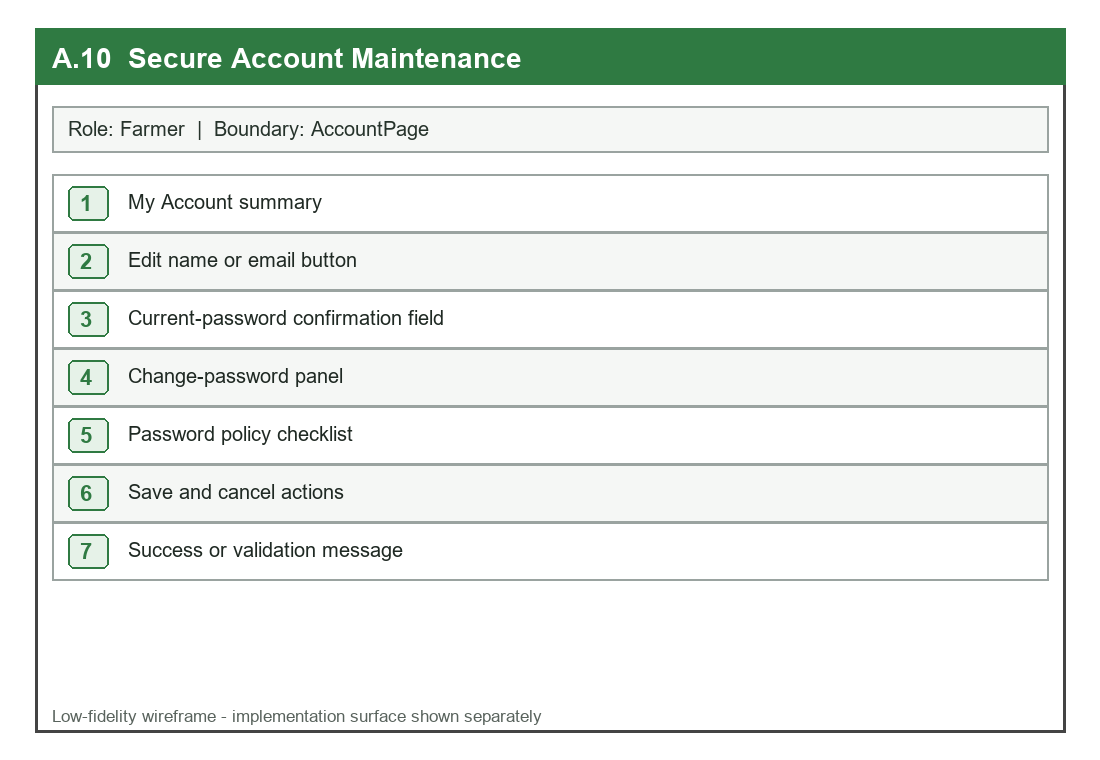 A.10 Secure Account Maintenance
Role: Farmer | Boundary: AccountPage
1 My Account summary
2 Edit name or email button
3 Current-password confirmation field
4 Change-password panel
5 Password policy checklist
6 Save and cancel actions
7 Success or validation message
Low-fidelity wireframe - implementation surface shown separately